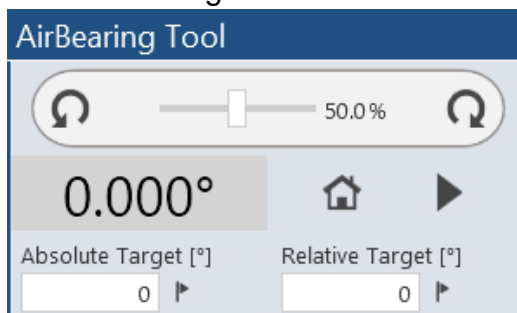 AirBearing Tool
50.0%
0.000°
Absolute Target [°] Relative Target [°]
0 0